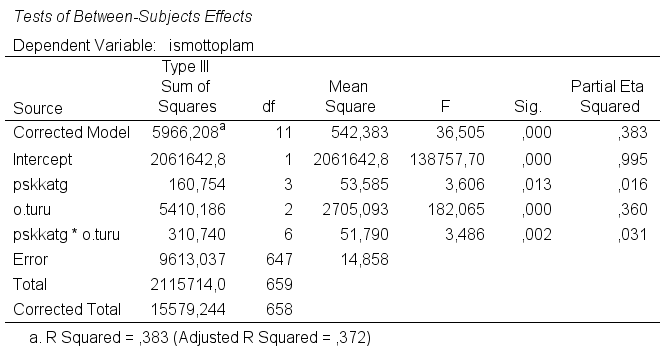 Tests of Between-Subjects Effects
Dependent Variable: ismottoplam
Source Type III Sum of Squares df Mean Square F Sig. Partial Eta Squared
Corrected Model 5966,208a 11 542,383 36,505 ,000 ,383
Intercept 2061642,8 1 2061642,8 138757,70 ,000 ,995
pskkatg 160,754 3 53,585 3,606 ,013 ,016
o.turu 5410,186 2 2705,093 182,065 ,000 ,360
pskkatg * o.turu 310,740 6 51,790 3,486 ,002 ,031
Error 9613,037 647 14,858
Total 2115714,0 659
Corrected Total 15579,244 658
a. R Squared = ,383 (Adjusted R Squared = ,372)